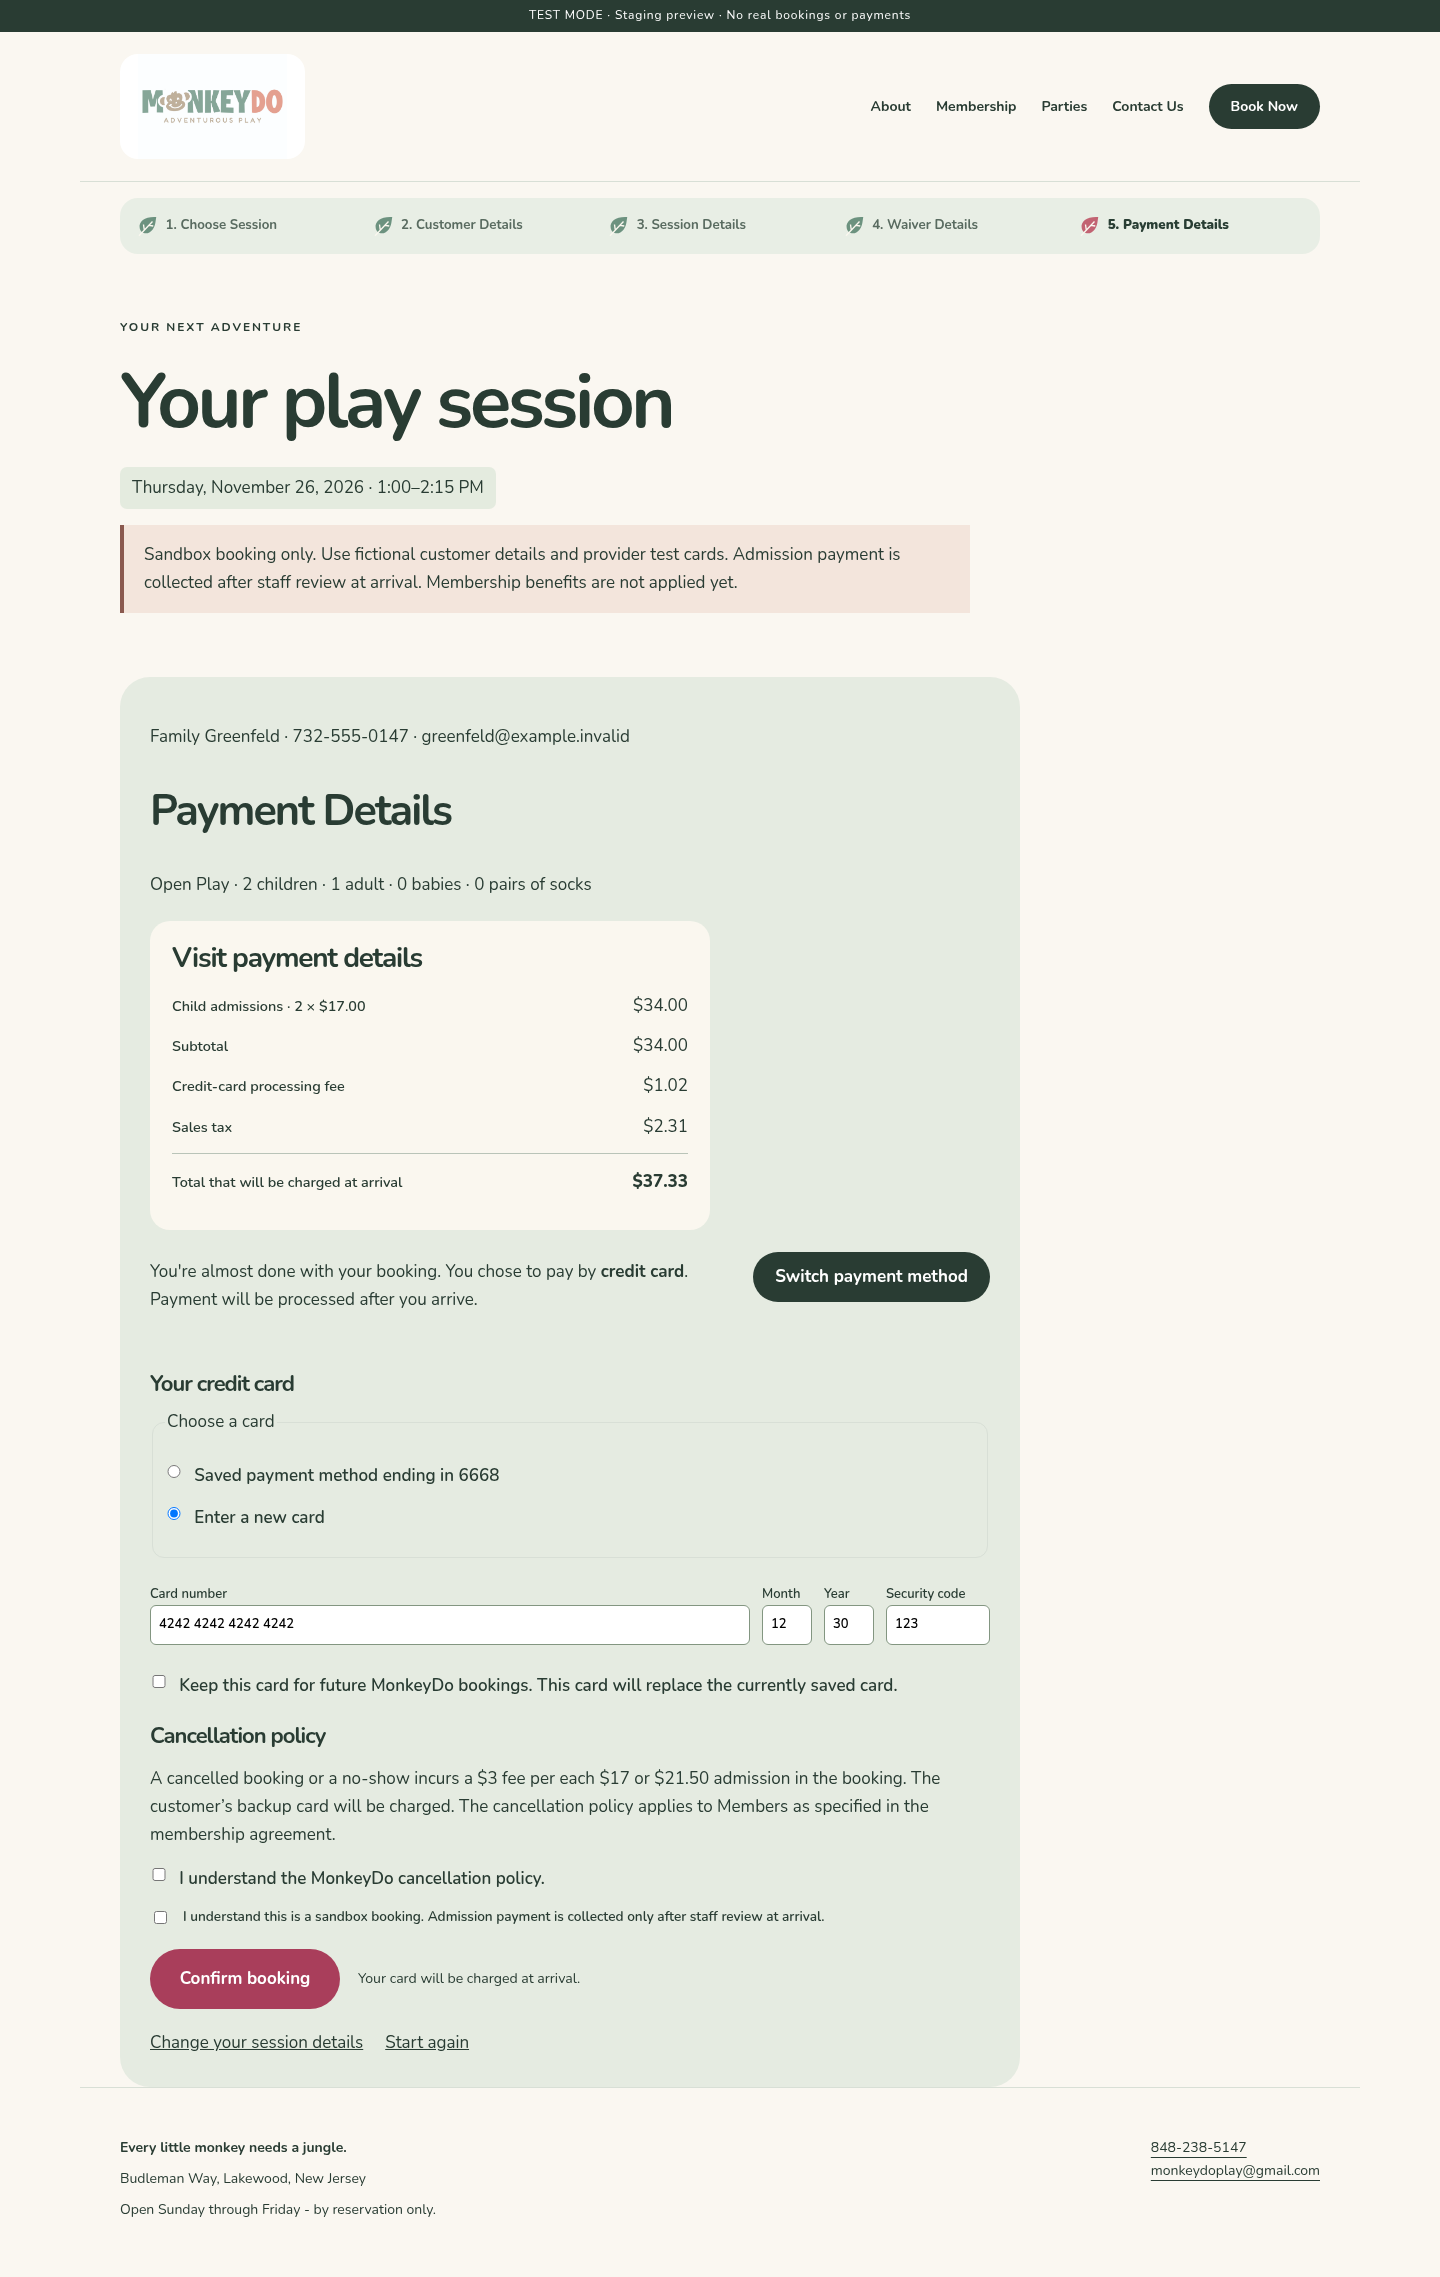 TEST MODE · Staging preview · No real bookings or payments
MONKEYDO
ADVENTUROUS PLAY
About Membership Parties Contact Us Book Now
1. Choose Session 2. Customer Details 3. Session Details 4. Waiver Details 5. Payment Details
YOUR NEXT ADVENTURE
Your play session
Thursday, November 26, 2026 · 1:00–2:15 PM
Sandbox booking only. Use fictional customer details and provider test cards. Admission payment is
collected after staff review at arrival. Membership benefits are not applied yet.
Family Greenfeld · 732-555-0147 · greenfeld@example.invalid
Payment Details
Open Play · 2 children · 1 adult · 0 babies · 0 pairs of socks
Visit payment details
Child admissions · 2 × $17.00 $34.00
Subtotal $34.00
Credit-card processing fee $1.02
Sales tax $2.31
Total that will be charged at arrival $37.33
You're almost done with your booking. You chose to pay by credit card.
Payment will be processed after you arrive.
Switch payment method
Your credit card
Choose a card
Saved payment method ending in 6668
Enter a new card
Card number Month Year Security code
4242 4242 4242 4242 12 30 123
Keep this card for future MonkeyDo bookings. This card will replace the currently saved card.
Cancellation policy
A cancelled booking or a no-show incurs a $3 fee per each $17 or $21.50 admission in the booking. The
customer’s backup card will be charged. The cancellation policy applies to Members as specified in the
membership agreement.
I understand the MonkeyDo cancellation policy.
I understand this is a sandbox booking. Admission payment is collected only after staff review at arrival.
Confirm booking Your card will be charged at arrival.
Change your session details Start again
Every little monkey needs a jungle.
Budleman Way, Lakewood, New Jersey
Open Sunday through Friday - by reservation only.
848-238-5147
monkeydoplay@gmail.com